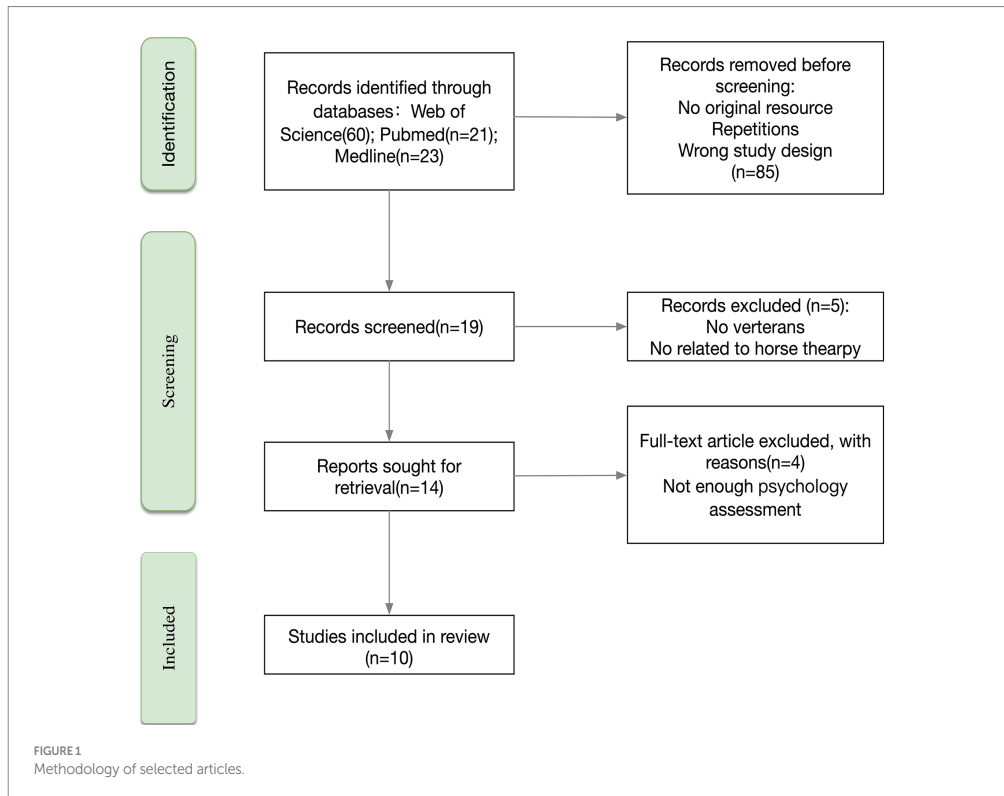 Identification
Records identified through
databases: Web of
Science(60); Pubmed(n=21);
Medline(n=23)
Records removed before
screening:
No original resource
Repetitions
Wrong study design
(n=85)
Screening
Records screened(n=19)
Records excluded (n=5):
No verterans
No related to horse thearpy
Reports sought for
retrieval(n=14)
Full-text article excluded, with
reasons(n=4)
Not enough psychology
assessment
Included
Studies included in review
(n=10)
FIGURE 1
Methodology of selected articles.